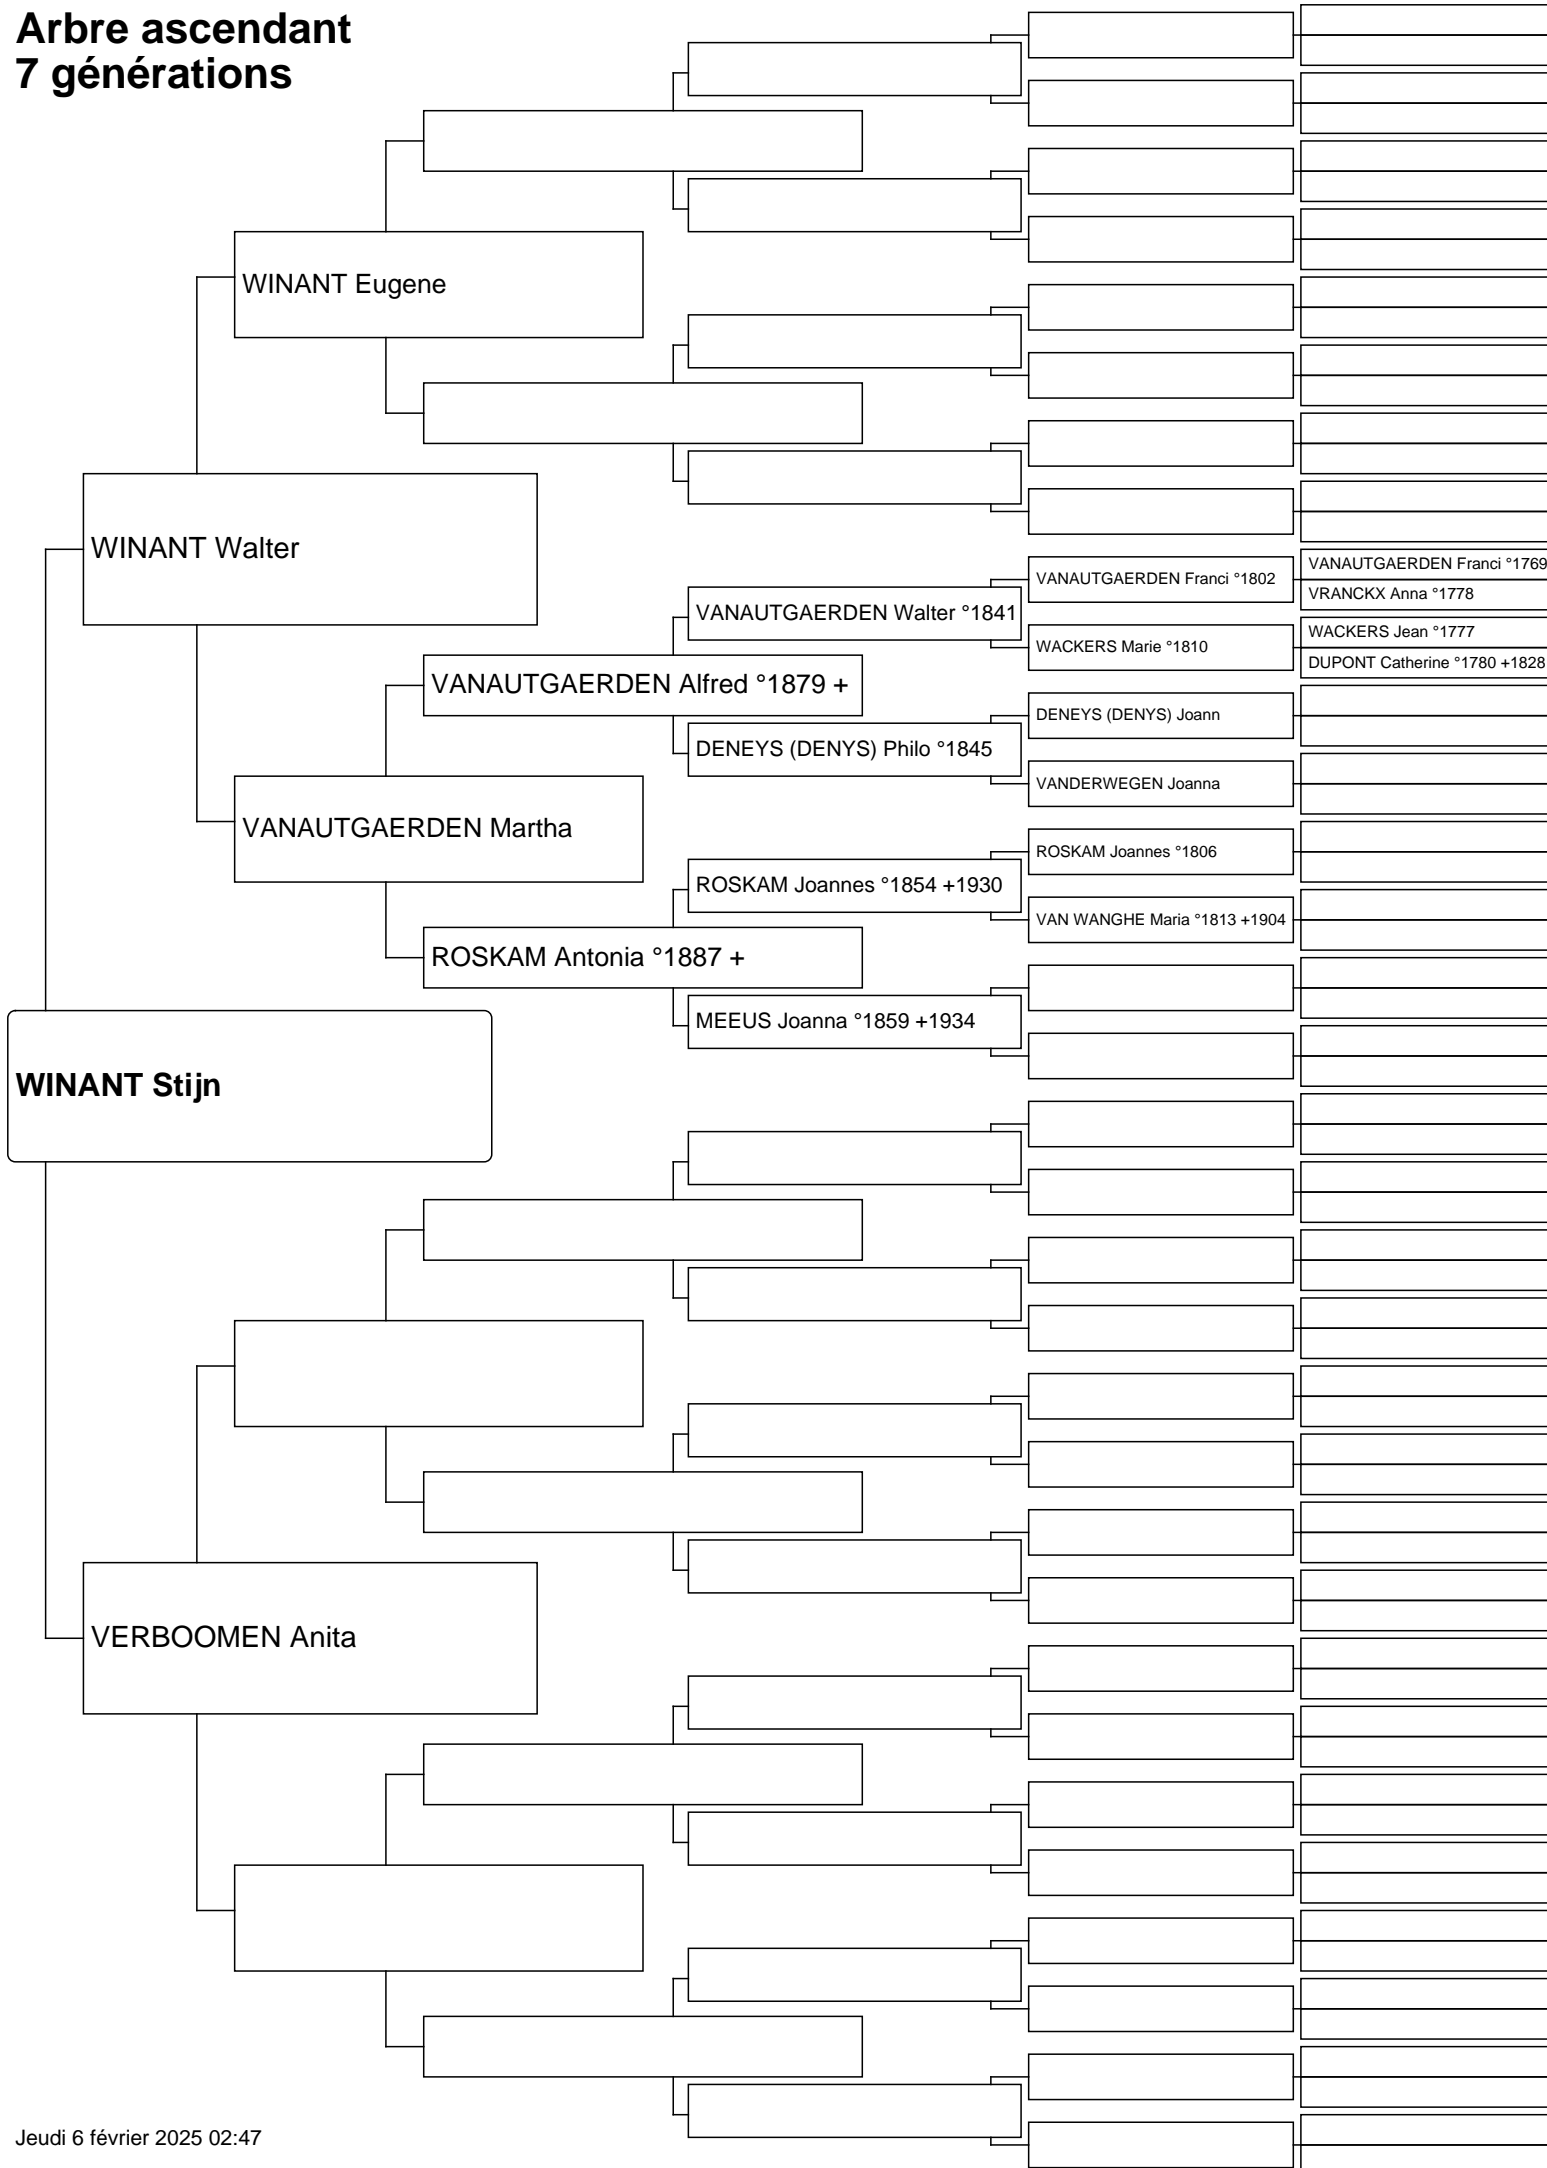 Arbre ascendant
7 générations
WINANT Eugene
WINANT Walter
VANAUTGAERDEN Franci °1802
VANAUTGAERDEN Franci °1769
VRANCKX Anna °1778
VANAUTGAERDEN Walter °1841
WACKERS Jean °1777
WACKERS Marie °1810
DUPONT Catherine °1780 +1828
VANAUTGAERDEN Alfred °1879 +
DENEYS (DENYS) Joann
DENEYS (DENYS) Philo °1845
VANDERWEGEN Joanna
VANAUTGAERDEN Martha
ROSKAM Joannes °1806
ROSKAM Joannes °1854 +1930
VAN WANGHE Maria °1813 +1904
ROSKAM Antonia °1887 +
MEEUS Joanna °1859 +1934
WINANT Stijn
VERBOOMEN Anita
Jeudi 6 février 2025 02:47